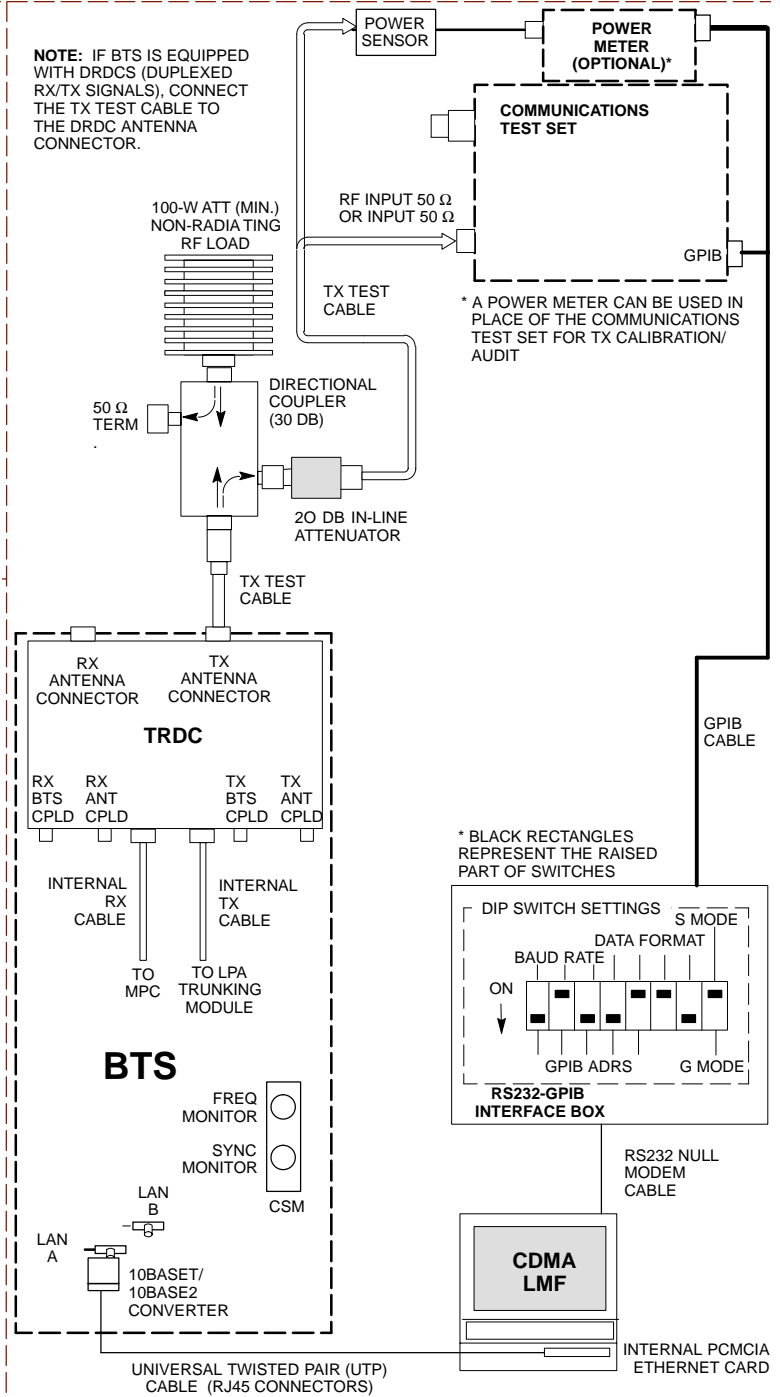 POWER
SENSOR
POWER
METER
(OPTIONAL)*
NOTE: IF BTS IS EQUIPPED
WITH DRDCS (DUPLEXED
RX/TX SIGNALS), CONNECT
THE TX TEST CABLE TO
THE DRDC ANTENNA
CONNECTOR.
COMMUNICATIONS
TEST SET
100-W ATT (MIN.)
NON-RADIA TING
RF LOAD
RF INPUT 50 Ω
OR INPUT 50 Ω
GPIB
TX TEST
CABLE
* A POWER METER CAN BE USED IN
PLACE OF THE COMMUNICATIONS
TEST SET FOR TX CALIBRATION/
AUDIT
50 Ω
TERM
.
DIRECTIONAL
COUPLER
(30 DB)
2O DB IN-LINE
ATTENUATOR
TX TEST
CABLE
RX
ANTENNA
CONNECTOR
TX
ANTENNA
CONNECTOR
TRDC
RX
BTS
CPLD
RX
ANT
CPLD
TX
BTS
CPLD
TX
ANT
CPLD
GPIB
CABLE
INTERNAL
RX
CABLE
INTERNAL
TX
CABLE
TO
MPC
TO LPA
TRUNKING
MODULE
* BLACK RECTANGLES
REPRESENT THE RAISED
PART OF SWITCHES
DIP SWITCH SETTINGS
S MODE
DATA FORMAT
BAUD RATE
ON
GPIB ADRS
G MODE
RS232-GPIB
INTERFACE BOX
BTS
FREQ
MONITOR
SYNC
MONITOR
CSM
LAN
B
LAN
A
10BASET/
10BASE2
CONVERTER
RS232 NULL
MODEM
CABLE
CDMA
LMF
UNIVERSAL TWISTED PAIR (UTP)
CABLE (RJ45 CONNECTORS)
INTERNAL PCMCIA
ETHERNET CARD